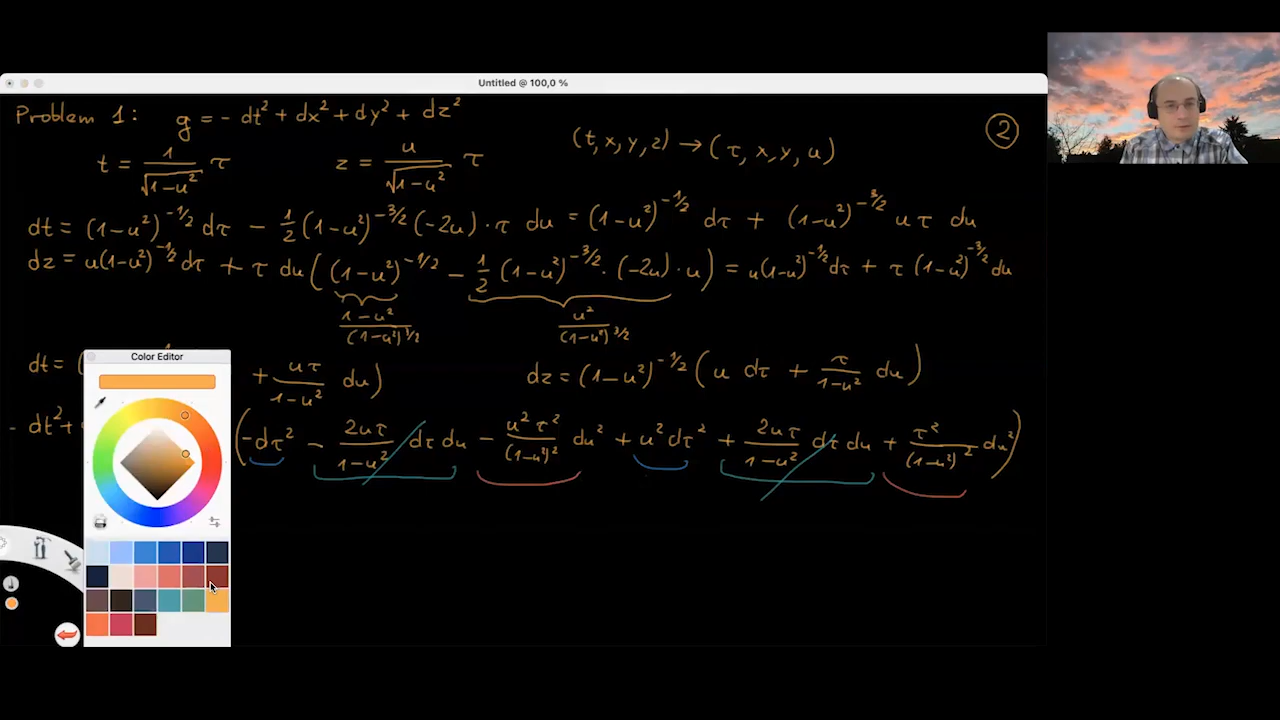 Untitled @ 100,0 %
Problem 1: g = - dt² + dx² + dy² + dz²
(t,x,y,z) → (τ,x,y,u)
②
t = 1/√(1-u²) τ z = u/√(1-u²) τ
dt = (1-u²)^(-1/2) dτ - 1/2 (1-u²)^(-3/2) (-2u)·τ du = (1-u²)^(-1/2) dτ + (1-u²)^(-3/2) uτ du
dz = u(1-u²)^(-1/2) dτ + τ du ( (1-u²)^(-1/2) - 1/2 (1-u²)^(-3/2)·(-2u)·u ) = u(1-u²)^(-1/2) dτ + τ (1-u²)^(-3/2) du
(1-u²)/(1-u²)^(3/2) u²/(1-u²)^(3/2)
dt = ( + uτ/(1-u²) du ) dz = (1-u²)^(-1/2) ( u dτ + τ/(1-u²) du )
Color Editor
- dt² + ( -dτ² - 2uτ/(1-u²) dτ du - u²τ²/(1-u²)² du² + u² dτ² + 2uτ/(1-u²) dτ du + τ²/(1-u²)² du² )